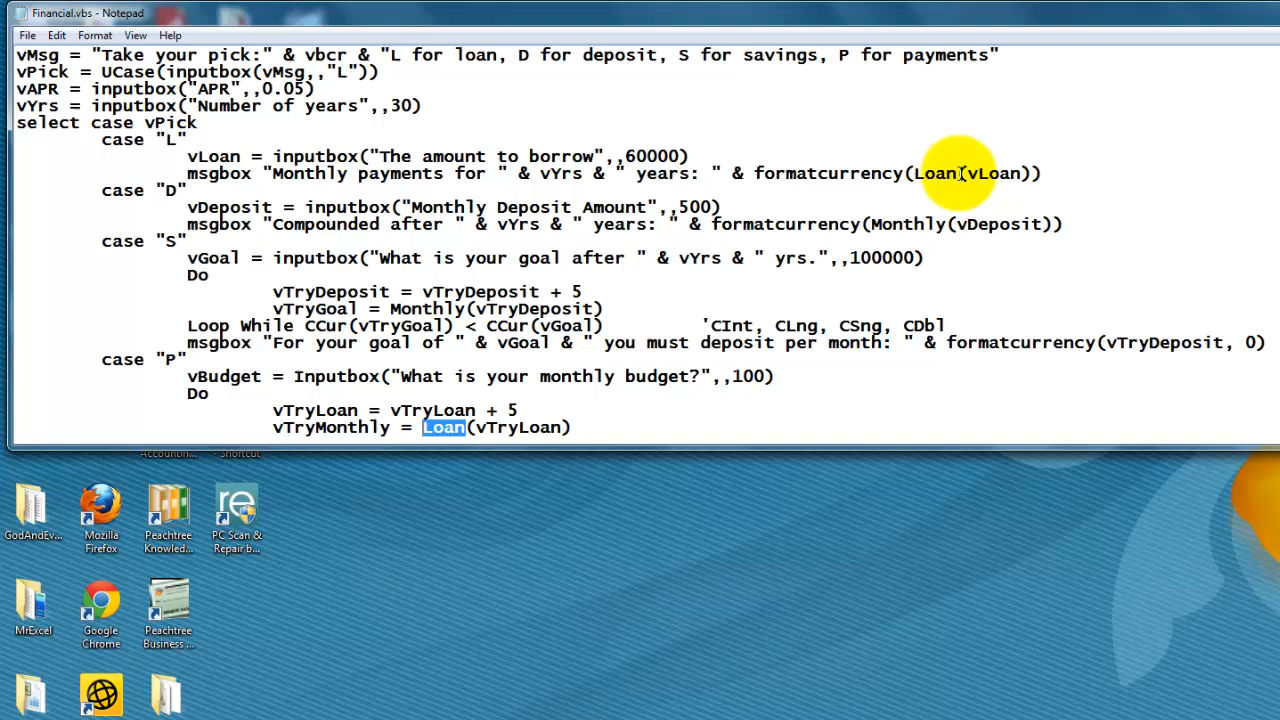 Financial.vbs - Notepad
File Edit Format View Help
vMsg = "Take your pick:" & vbcr & "L for loan, D for deposit, S for savings, P for payments"
vPick = UCase(inputbox(vMsg,,"L"))
vAPR = inputbox("APR",,0.05)
vYrs = inputbox("Number of years",,30)
select case vPick
case "L"
vLoan = inputbox("The amount to borrow",,60000)
msgbox "Monthly payments for " & vYrs & " years: " & formatcurrency(Loan(vLoan))
case "D"
vDeposit = inputbox("Monthly Deposit Amount",,500)
msgbox "Compounded after " & vYrs & " years: " & formatcurrency(Monthly(vDeposit))
case "S"
vGoal = inputbox("What is your goal after " & vYrs & " yrs.",,100000)
Do
vTryDeposit = vTryDeposit + 5
vTryGoal = Monthly(vTryDeposit)
Loop While CCur(vTryGoal) < CCur(vGoal) 'CInt, CLng, CSng, CDbl
msgbox "For your goal of " & vGoal & " you must deposit per month: " & formatcurrency(vTryDeposit, 0)
case "P"
vBudget = Inputbox("What is your monthly budget?",,100)
Do
vTryLoan = vTryLoan + 5
vTryMonthly = Loan(vTryLoan)
Accountin... - Shortcut
re
GodAndEv... Mozilla Firefox Peachtree Knowled... PC Scan & Repair b...
MrExcel Google Chrome Peachtree Business ...